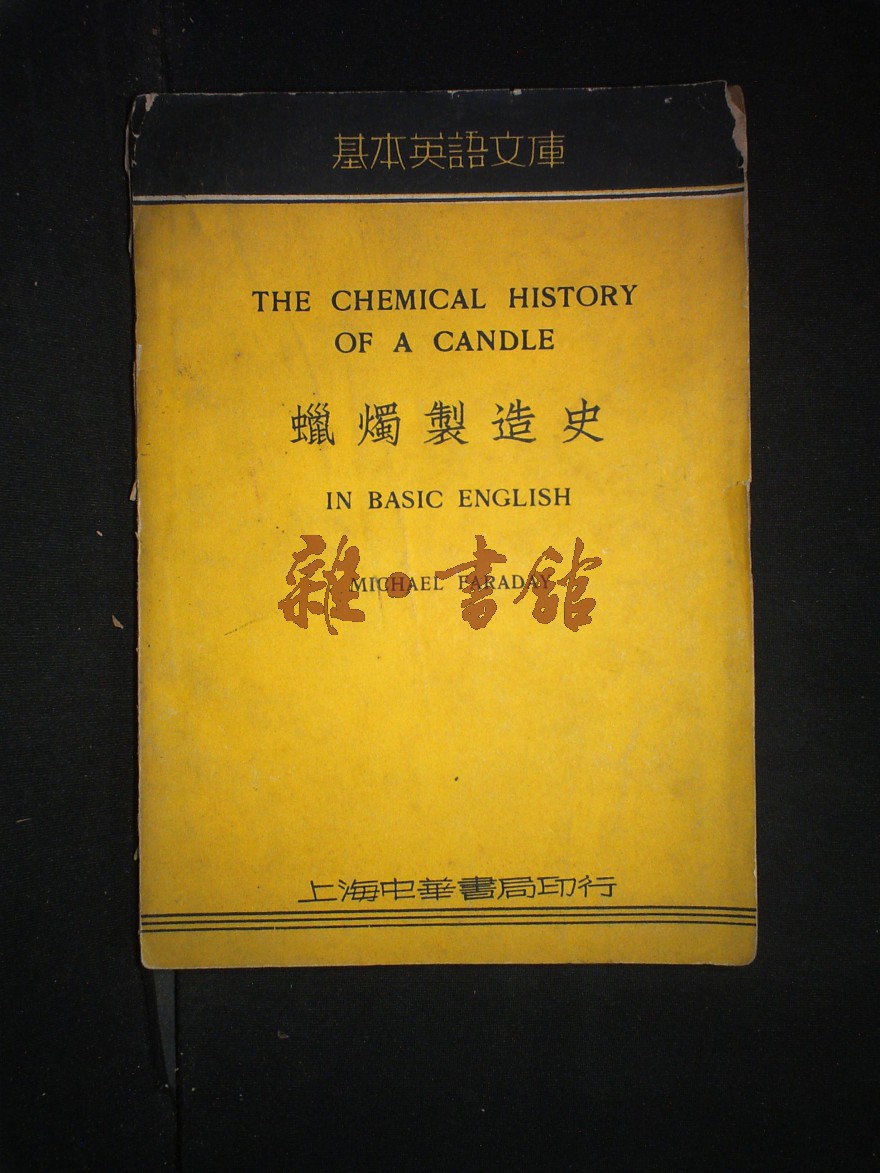 基本英語文庫
THE CHEMICAL HISTORY
OF A CANDLE
蠟燭製造史
IN BASIC ENGLISH
MICHAEL FARADAY
雜·書館
上海中華書局印行